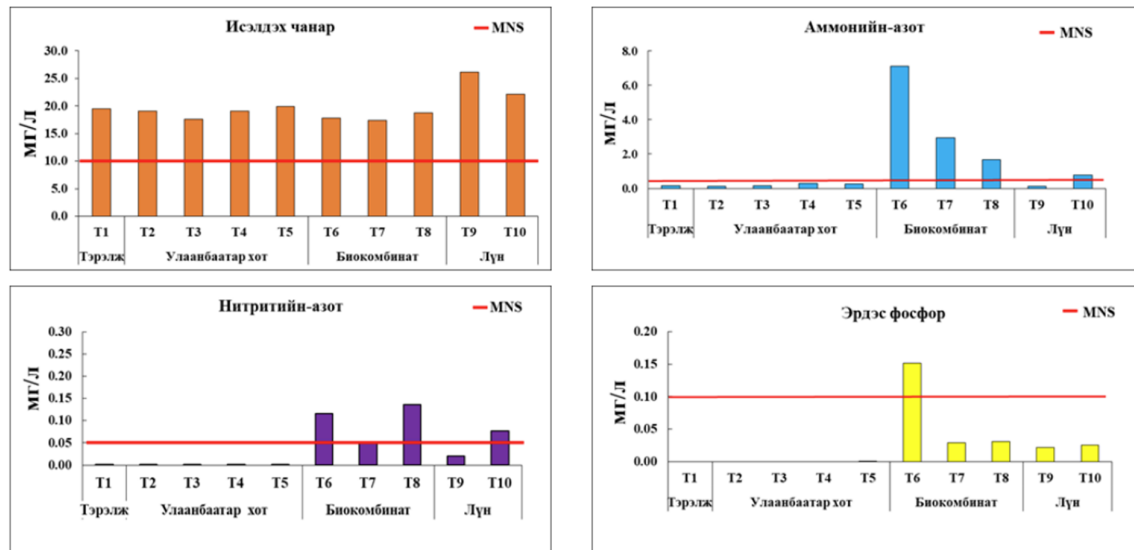 Исэлдэх чанар
MNS
МГ/Л
30.0
25.0
20.0
15.0
10.0
5.0
0.0
T1 T2 T3 T4 T5 T6 T7 T8 T9 T10
Тэрэлж Улаанбаатар хот Биокомбинат Лүн
Аммонийн-азот
MNS
МГ/Л
8.0
6.0
4.0
2.0
0.0
T1 T2 T3 T4 T5 T6 T7 T8 T9 T10
Тэрэлж Улаанбаатар хот Биокомбинат Лүн
Нитритийн-азот
MNS
МГ/Л
0.30
0.25
0.20
0.15
0.10
0.05
0.00
T1 T2 T3 T4 T5 T6 T7 T8 T9 T10
Тэрэлж Улаанбаатар хот Биокомбинат Лүн
Эрдэс фосфор
MNS
МГ/Л
0.20
0.15
0.10
0.05
0.00
T1 T2 T3 T4 T5 T6 T7 T8 T9 T10
Тэрэлж Улаанбаатар хот Биокомбинат Лүн